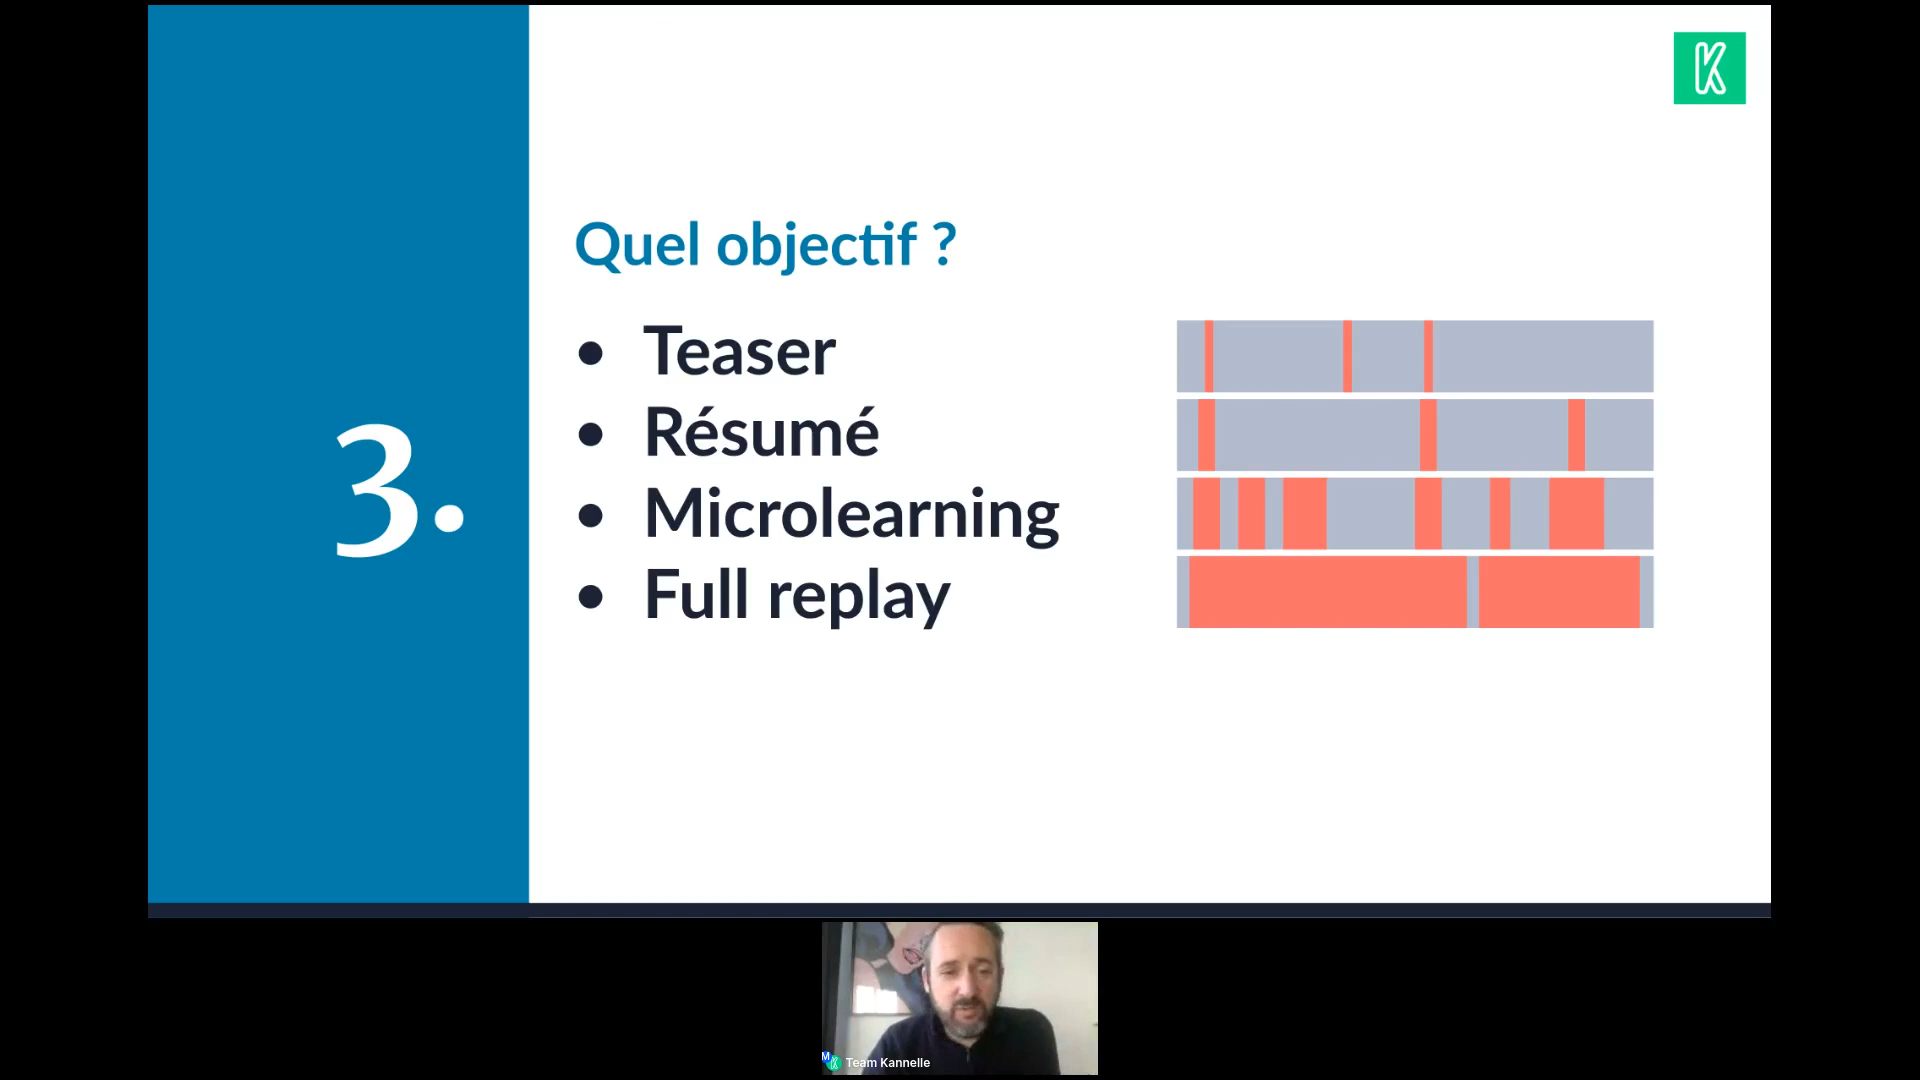 K
3.
Quel objectif ?
• Teaser
• Résumé
• Microlearning
• Full replay
M
Team Kannelle